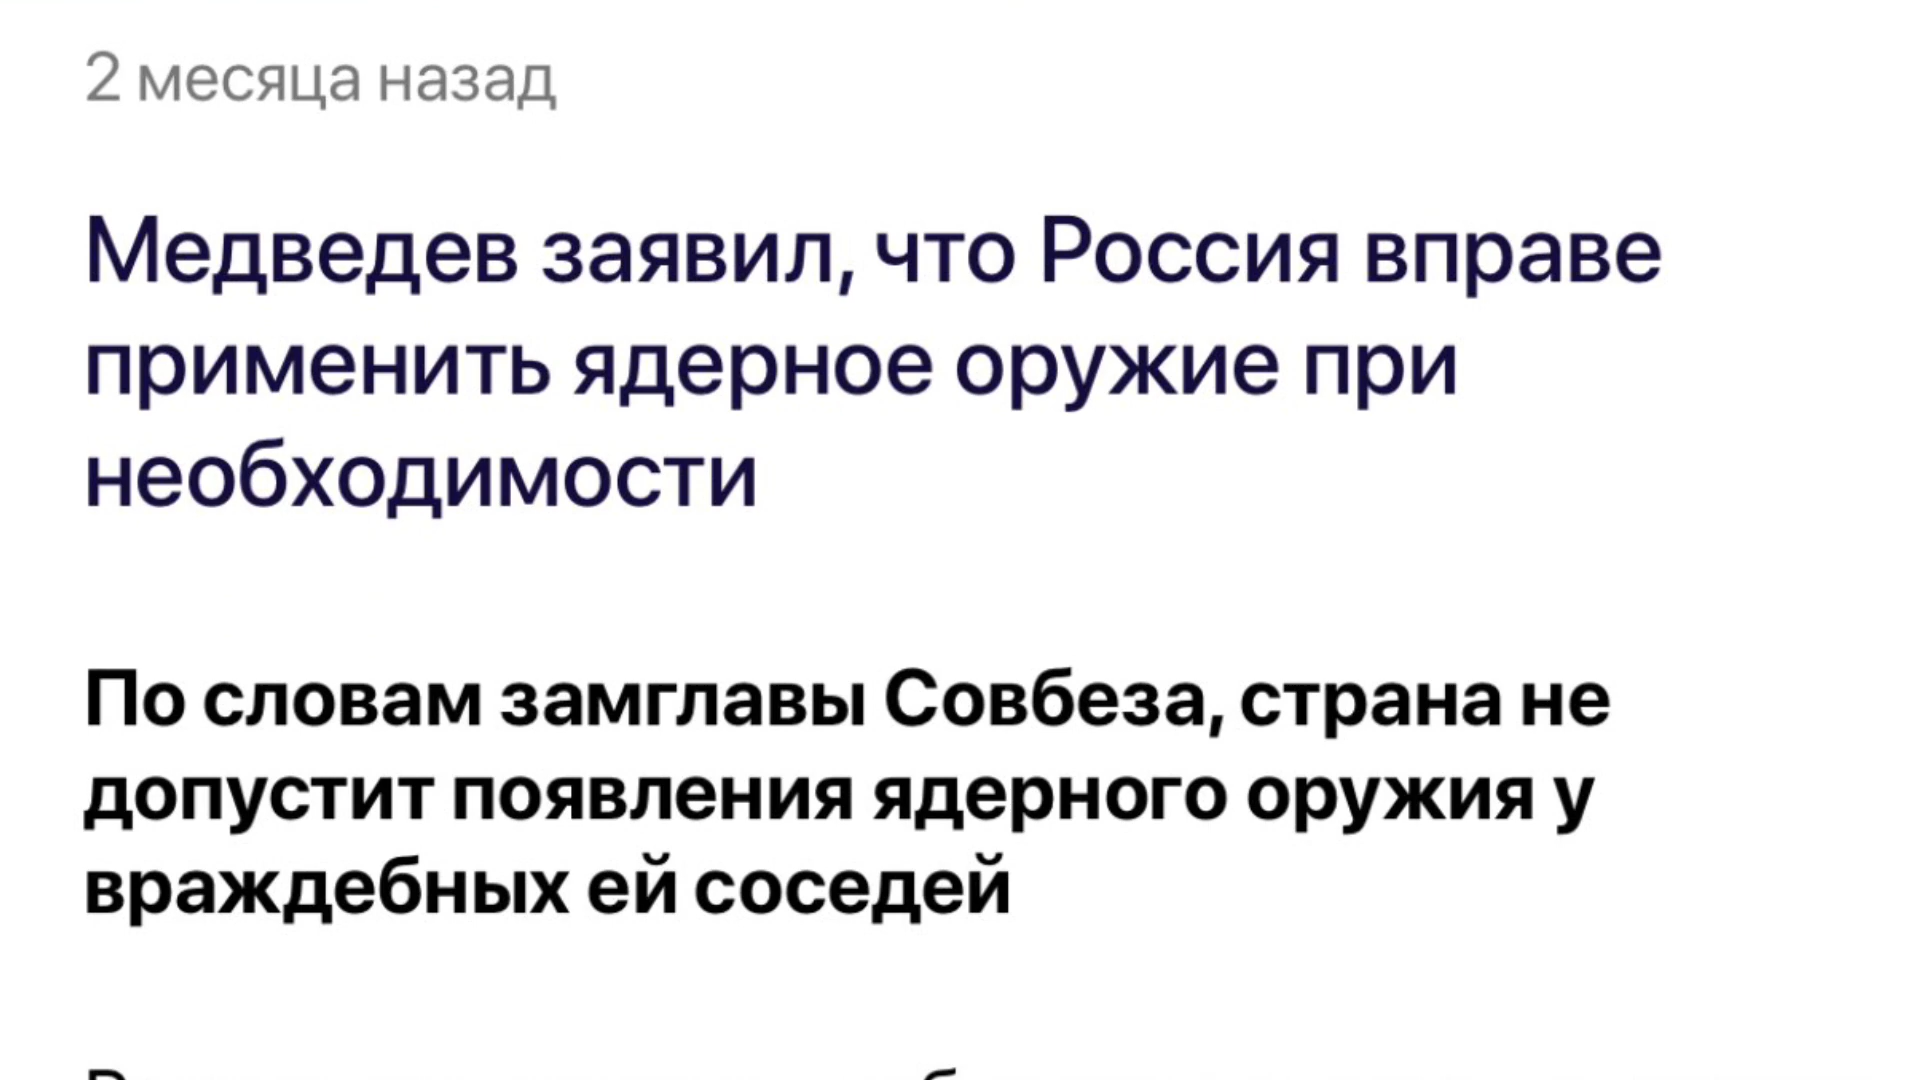 2 месяца назад
Медведев заявил, что Россия вправе
применить ядерное оружие при
необходимости
По словам замглавы Совбеза, страна не
допустит появления ядерного оружия у
враждебных ей соседей